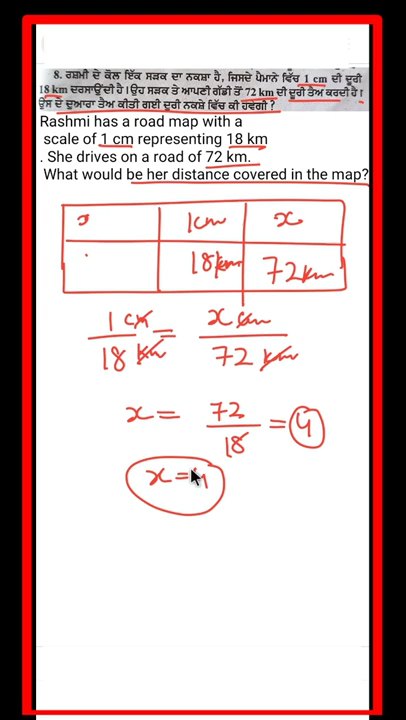 8. ਰਸ਼ਮੀ ਦੇ ਕੋਲ ਇੱਕ ਸੜਕ ਦਾ ਨਕਸ਼ਾ ਹੈ, ਜਿਸਦੇ ਪੈਮਾਨੇ ਵਿੱਚ 1 cm ਦੀ ਦੂਰੀ
18 km ਦਰਸਾਉਂਦੀ ਹੈ। ਉਹ ਸੜਕ ਤੇ ਆਪਣੀ ਗੱਡੀ ਤੋਂ 72 km ਦੀ ਦੂਰੀ ਤੈਅ ਕਰਦੀ ਹੈ।
ਉਸ ਦੇ ਦੁਆਰਾ ਤੈਅ ਕੀਤੀ ਗਈ ਦੂਰੀ ਨਕਸ਼ੇ ਵਿੱਚ ਕੀ ਹੋਵੇਗੀ ?
Rashmi has a road map with a
scale of 1 cm representing 18 km
. She drives on a road of 72 km.
What would be her distance covered in the map?
1cm x
18km 72km
1 cm = x cm
18 km 72 km
x = 72 = 4
18
x = 4